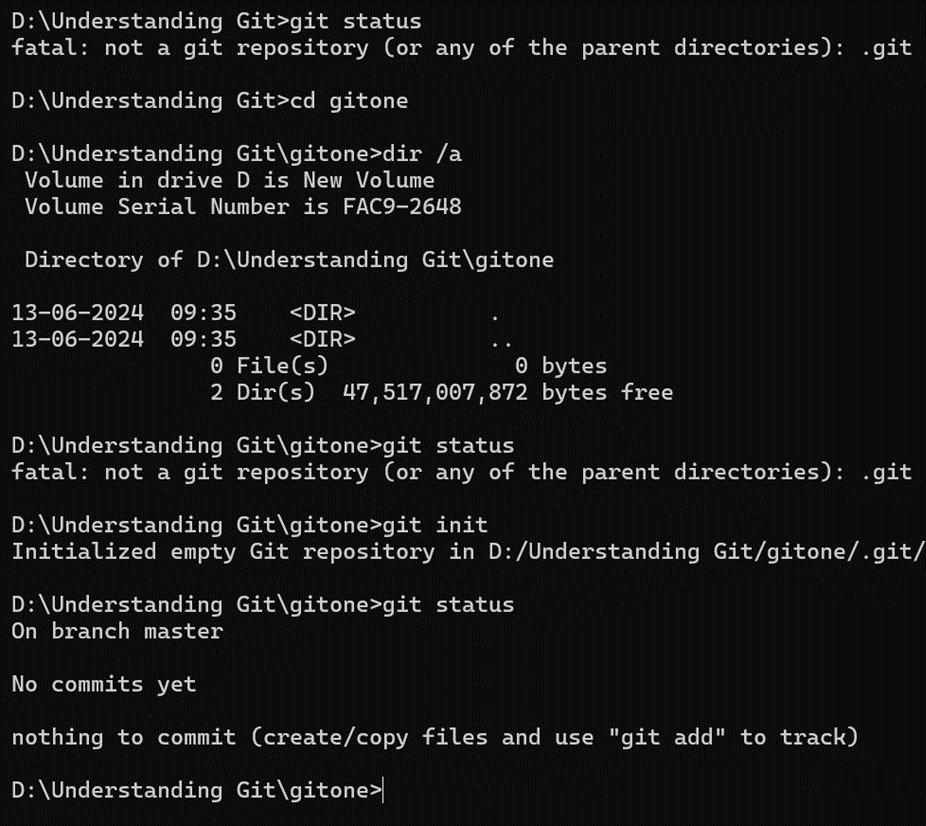 D:\Understanding Git>git status
fatal: not a git repository (or any of the parent directories): .git
D:\Understanding Git>cd gitone
D:\Understanding Git\gitone>dir /a
 Volume in drive D is New Volume
 Volume Serial Number is FAC9-2648
 Directory of D:\Understanding Git\gitone
13-06-2024  09:35    <DIR>          .
13-06-2024  09:35    <DIR>          ..
               0 File(s)              0 bytes
               2 Dir(s)  47,517,007,872 bytes free
D:\Understanding Git\gitone>git status
fatal: not a git repository (or any of the parent directories): .git
D:\Understanding Git\gitone>git init
Initialized empty Git repository in D:/Understanding Git/gitone/.git/
D:\Understanding Git\gitone>git status
On branch master
No commits yet
nothing to commit (create/copy files and use "git add" to track)
D:\Understanding Git\gitone>